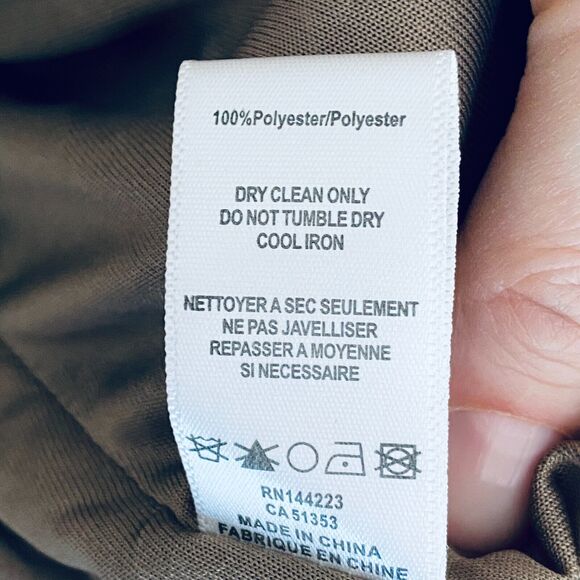 100%Polyester/Polyester
DRY CLEAN ONLY
DO NOT TUMBLE DRY
COOL IRON
NETTOYER A SEC SEULEMENT
NE PAS JAVELLISER
REPASSER A MOYENNE
SI NECESSAIRE
RN144223
CA 51353
MADE IN CHINA
FABRIQUE EN CHINE